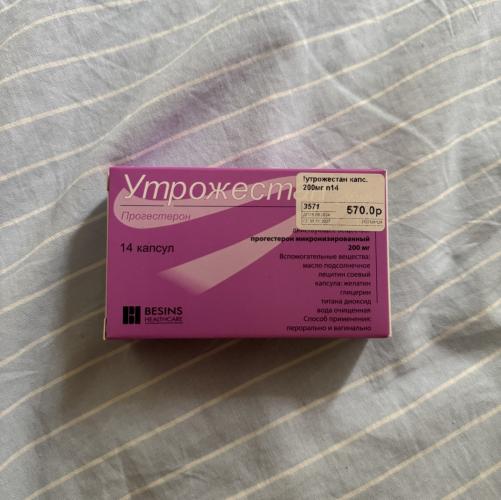 Утрожеста
Прогестерон
14 капсул
BESINS
HEALTHCARE
!утрожестан капс.
200мг n14
3571
570.0р
прогестерон микронизированный
200 мг
Вспомогательные вещества:
масло подсолнечное
лецитин соевый
капсула: желатин
глицерин
титана диоксид
вода очищенная
Способ применения:
перорально и вагинально